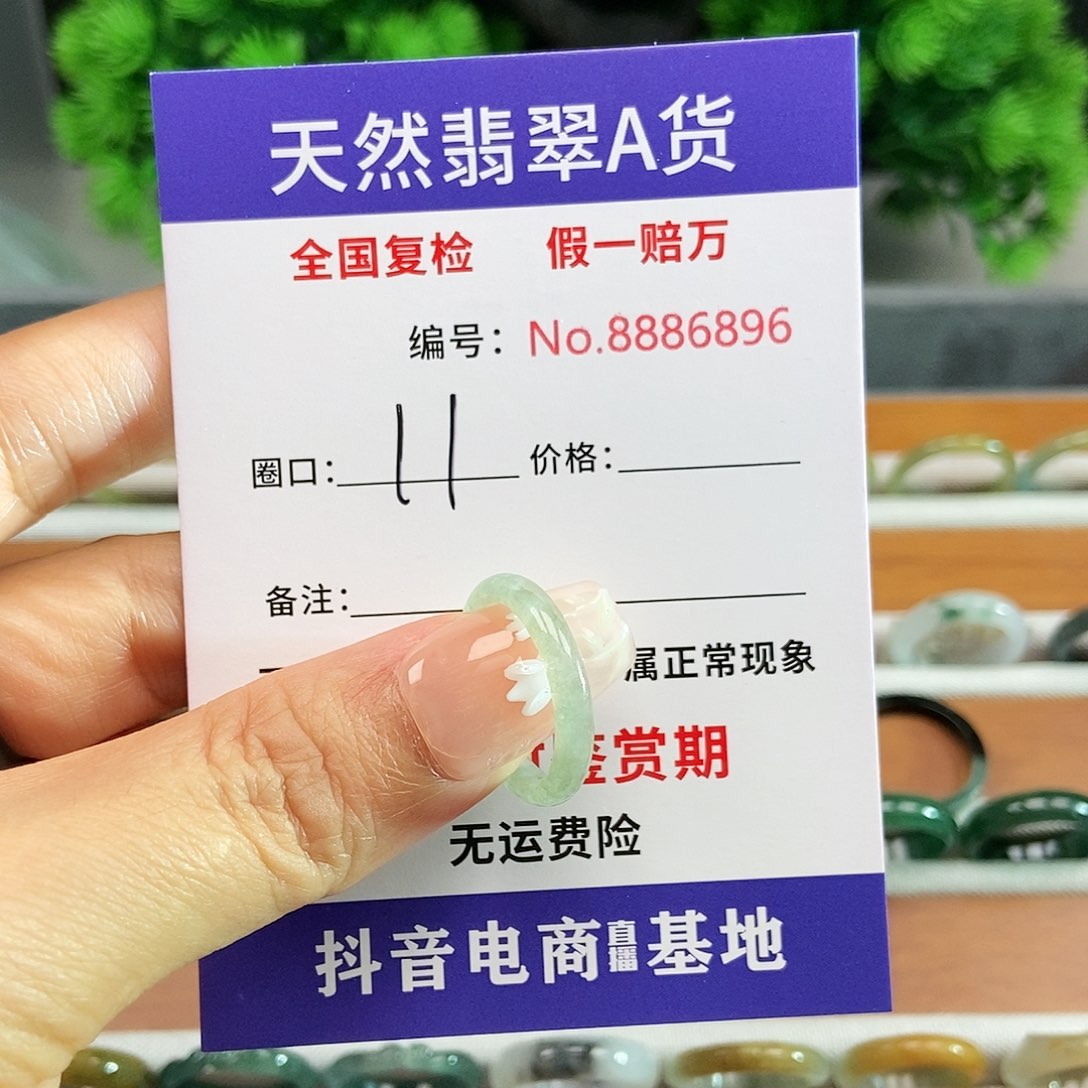 天然翡翠A货
全国复检 假一赔万
编号：No.8886896
圈口：11 价格：
备注：
属正常现象
鉴赏期
无运费险
抖音电商直播基地